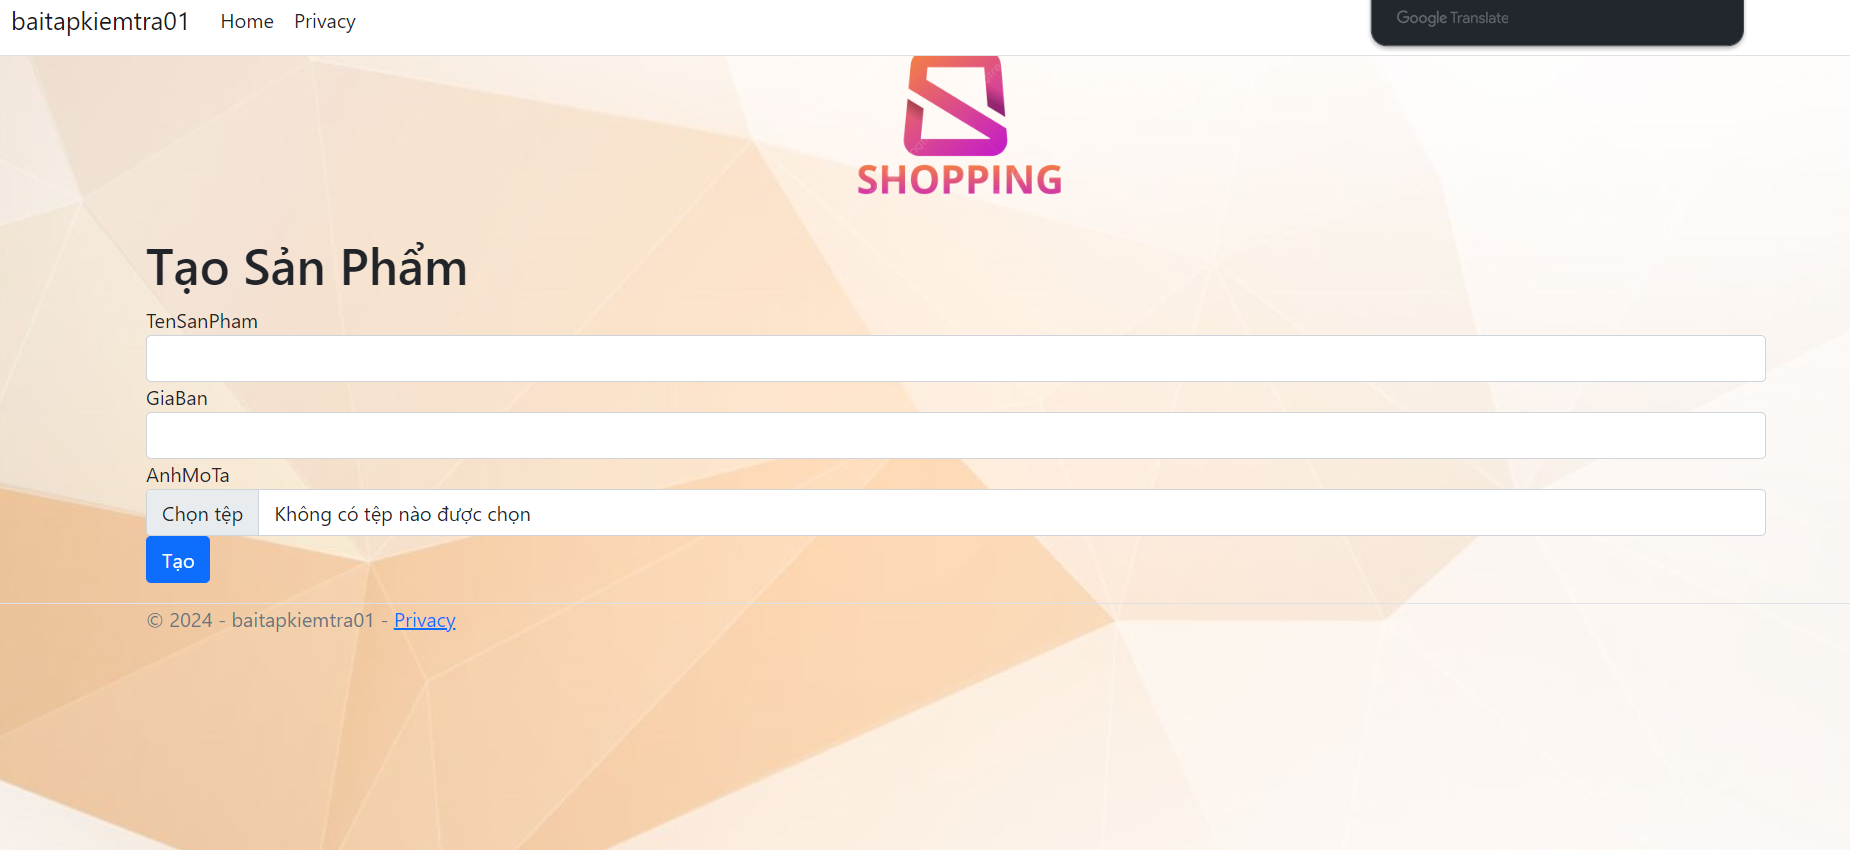 baitapkiemtra01 Home Privacy
Google Translate
SHOPPING
Tạo Sản Phẩm
TenSanPham
GiaBan
AnhMoTa
Chọn tệp Không có tệp nào được chọn
Tạo
© 2024 - baitapkiemtra01 - Privacy